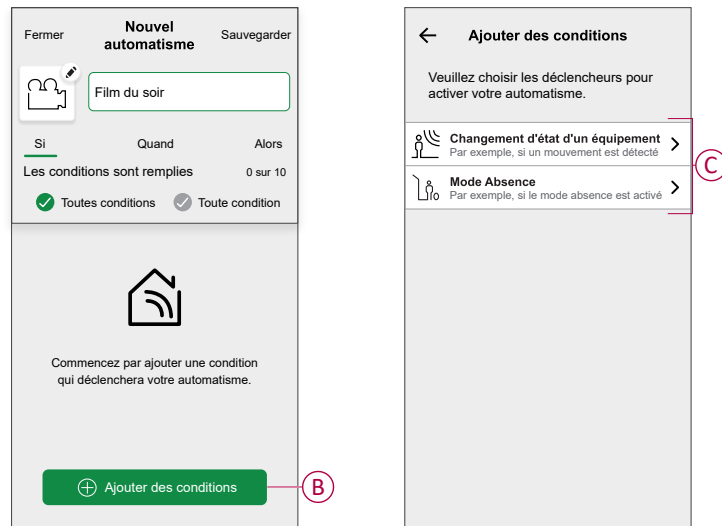 Fermer
Nouvel
automatisme
Sauvegarder
Film du soir
Si
Quand
Alors
Les conditions sont remplies
0 sur 10
Toutes conditions
Toute condition
Commencez par ajouter une condition
qui déclenchera votre automatisme.
Ajouter des conditions
B
Ajouter des conditions
Veuillez choisir les déclencheurs pour
activer votre automatisme.
Changement d'état d'un équipement
Par exemple, si un mouvement est détecté
Mode Absence
Par exemple, si le mode absence est activé
C